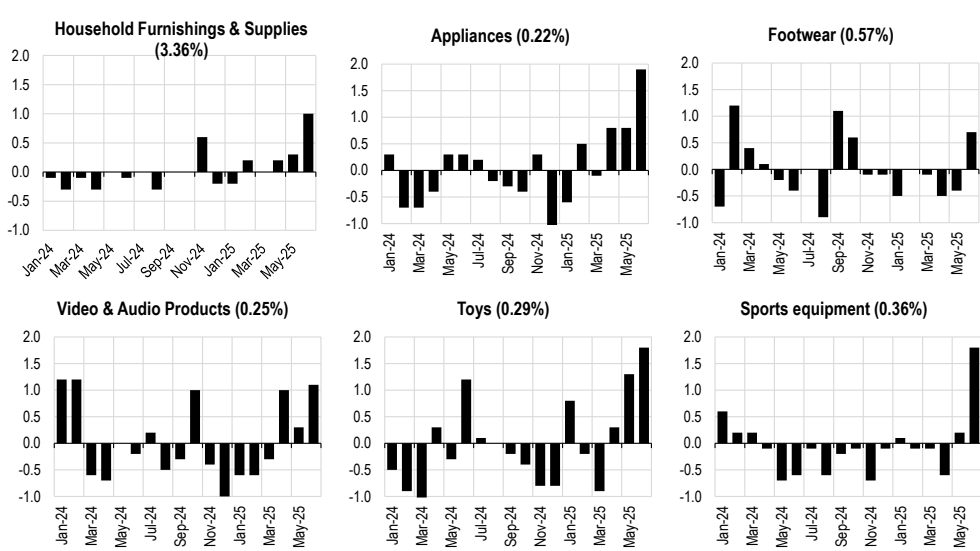 Household Furnishings & Supplies
(3.36%)
2.0
1.5
1.0
0.5
0.0
-0.5
-1.0
Jan-24
Mar-24
May-24
Jul-24
Sep-24
Nov-24
Jan-25
Mar-25
May-25
Appliances (0.22%)
2.0
1.5
1.0
0.5
0.0
-0.5
-1.0
Jan-24
Mar-24
May-24
Jul-24
Sep-24
Nov-24
Jan-25
Mar-25
May-25
Footwear (0.57%)
2.0
1.5
1.0
0.5
0.0
-0.5
-1.0
Jan-24
Mar-24
May-24
Jul-24
Sep-24
Nov-24
Jan-25
Mar-25
May-25
Video & Audio Products (0.25%)
2.0
1.5
1.0
0.5
0.0
-0.5
-1.0
Jan-24
Mar-24
May-24
Jul-24
Sep-24
Nov-24
Jan-25
Mar-25
May-25
Toys (0.29%)
2.0
1.5
1.0
0.5
0.0
-0.5
-1.0
Jan-24
Mar-24
May-24
Jul-24
Sep-24
Nov-24
Jan-25
Mar-25
May-25
Sports equipment (0.36%)
2.0
1.5
1.0
0.5
0.0
-0.5
-1.0
Jan-24
Mar-24
May-24
Jul-24
Sep-24
Nov-24
Jan-25
Mar-25
May-25